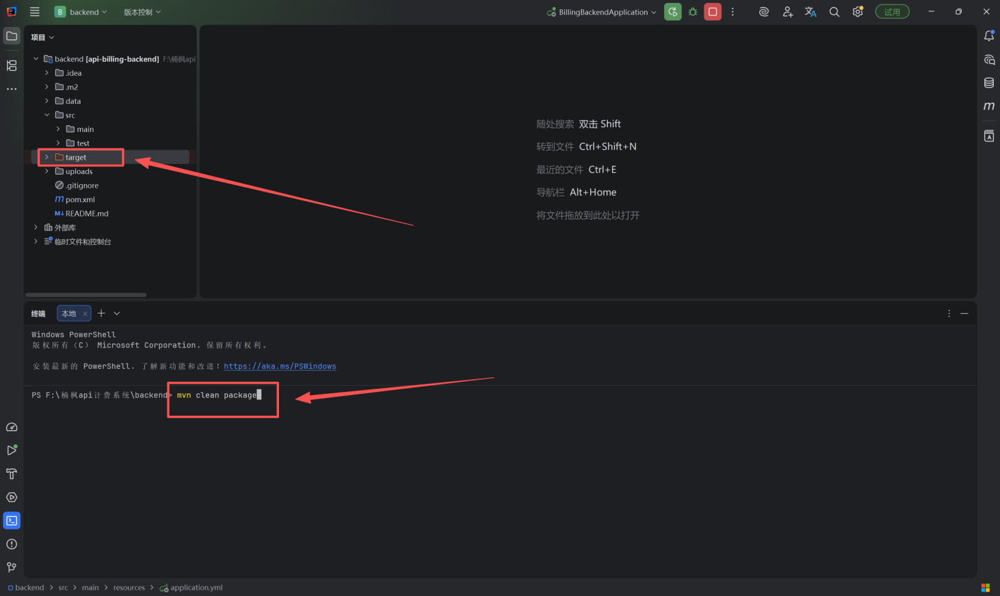 B backend 版本控制 BillingBackendApplication 试用
项目
backend [api-billing-backend] F:\楠枫api
.idea
.m2
data
src
main
test
target
uploads
.gitignore
m pom.xml
M↓ README.md
外部库
临时文件和控制台
随处搜索 双击 Shift
转到文件 Ctrl+Shift+N
最近的文件 Ctrl+E
导航栏 Alt+Home
将文件拖放到此处以打开
终端 本地
Windows PowerShell
版权所有（C） Microsoft Corporation。保留所有权利。
安装最新的 PowerShell，了解新功能和改进！https://aka.ms/PSWindows
PS F:\楠枫api计费系统\backend> mvn clean package
backend > src > main > resources > application.yml